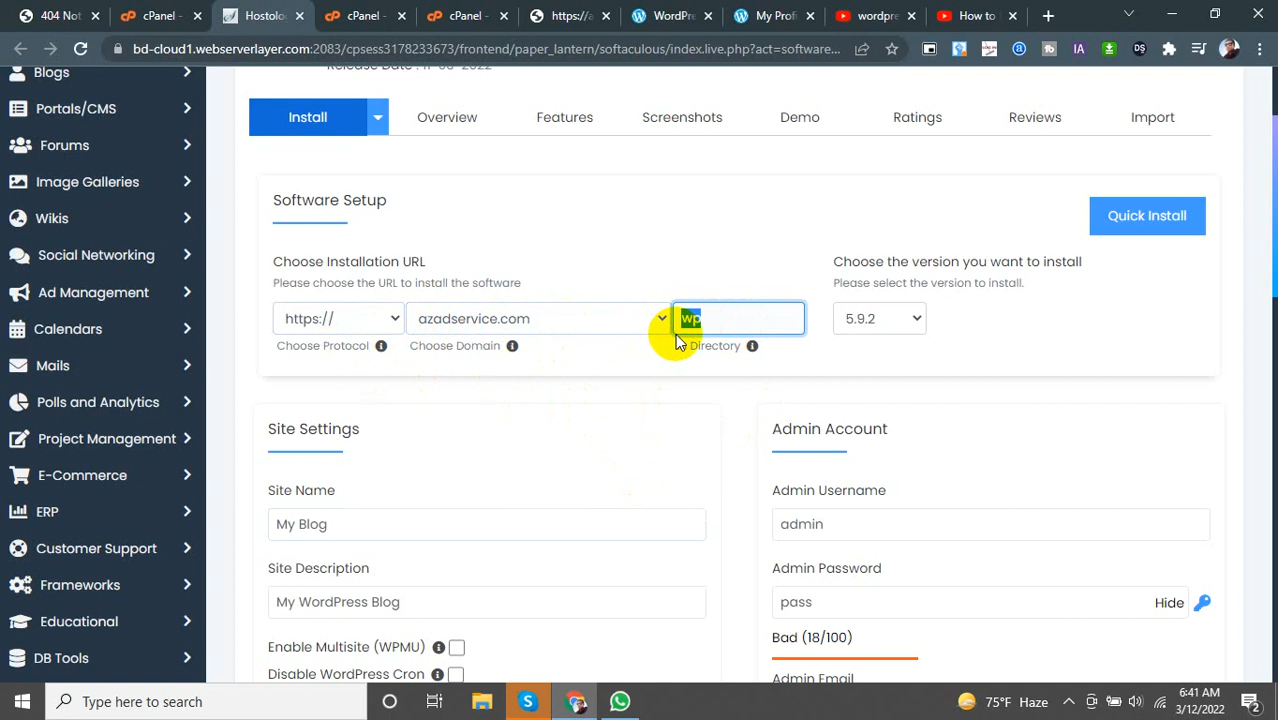 404 Not
cPanel -
Hostolo
cPanel -
cPanel -
https://a
WordPre
My Profi
wordpre
How to
bd-cloud1.webserverlayer.com:2083/cpsess3178233673/frontend/paper_lantern/softaculous/index.live.php?act=software...
Blogs
Portals/CMS
Forums
Image Galleries
Wikis
Social Networking
Ad Management
Calendars
Mails
Polls and Analytics
Project Management
E-Commerce
ERP
Customer Support
Frameworks
Educational
DB Tools
Install
Overview
Features
Screenshots
Demo
Ratings
Reviews
Import
Software Setup
Quick Install
Choose Installation URL
Please choose the URL to install the software
https://
azadservice.com
wp
Choose Protocol
Choose Domain
Directory
Choose the version you want to install
Please select the version to install.
5.9.2
Site Settings
Site Name
My Blog
Site Description
My WordPress Blog
Enable Multisite (WPMU)
Disable WordPress Cron
Admin Account
Admin Username
admin
Admin Password
pass
Hide
Bad (18/100)
Admin Email
Type here to search
75°F Haze
6:41 AM
3/12/2022
2